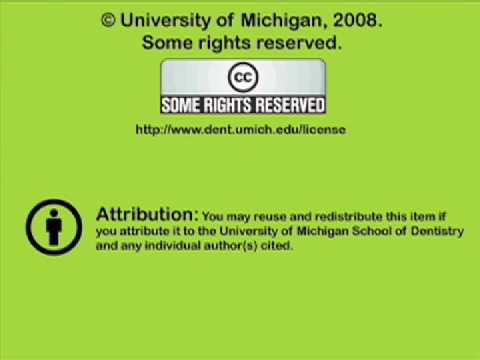 © University of Michigan, 2008.
Some rights reserved.
cc
SOME RIGHTS RESERVED
http://www.dent.umich.edu/license
Attribution: You may reuse and redistribute this item if
you attribute it to the University of Michigan School of Dentistry
and any individual author(s) cited.